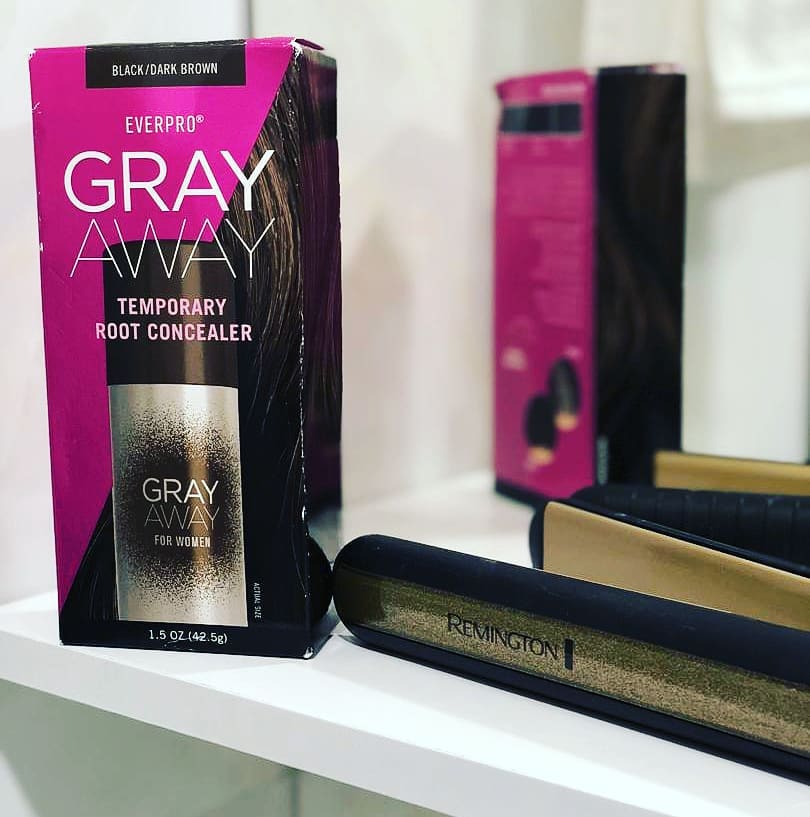 BLACK/DARK BROWN
EVERPRO®
GRAY
AWAY
TEMPORARY
ROOT CONCEALER
GRAY
AWAY
FOR WOMEN
ACTUAL SIZE
1.5 OZ (42.5g)
REMINGTON